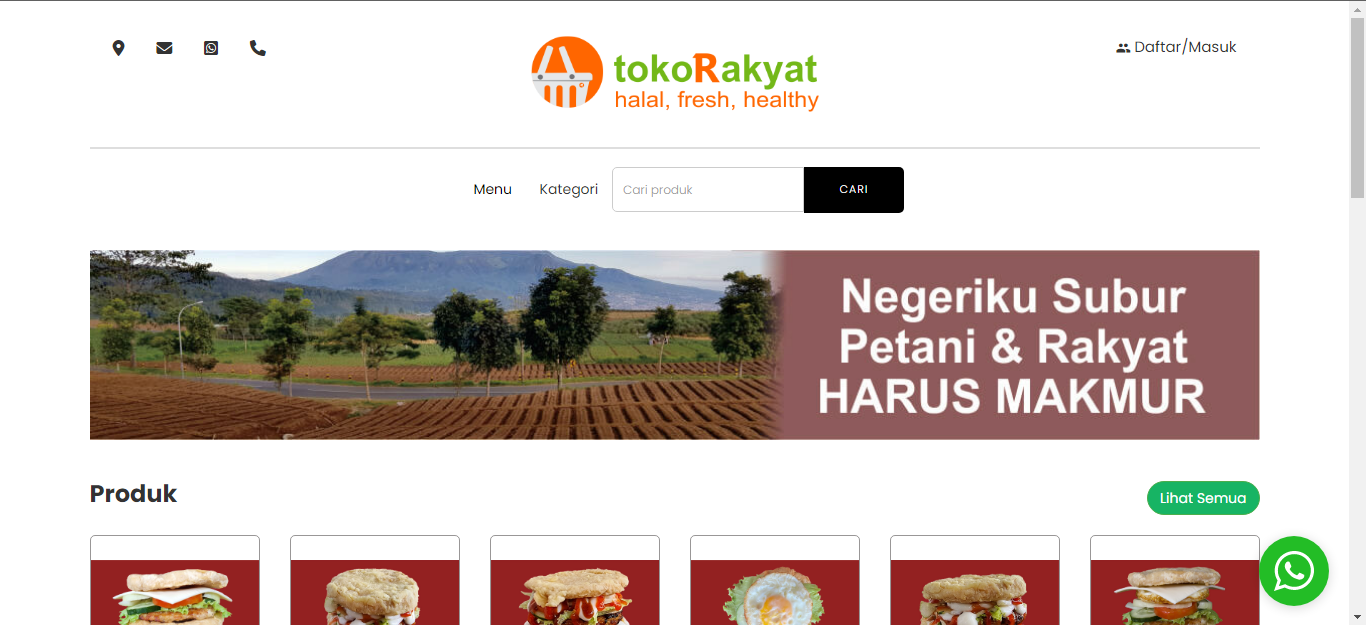 Daftar/Masuk
tokoRakyat
halal, fresh, healthy
Menu
Kategori
Cari produk
CARI
Negeriku Subur
Petani & Rakyat
HARUS MAKMUR
Produk
Lihat Semua